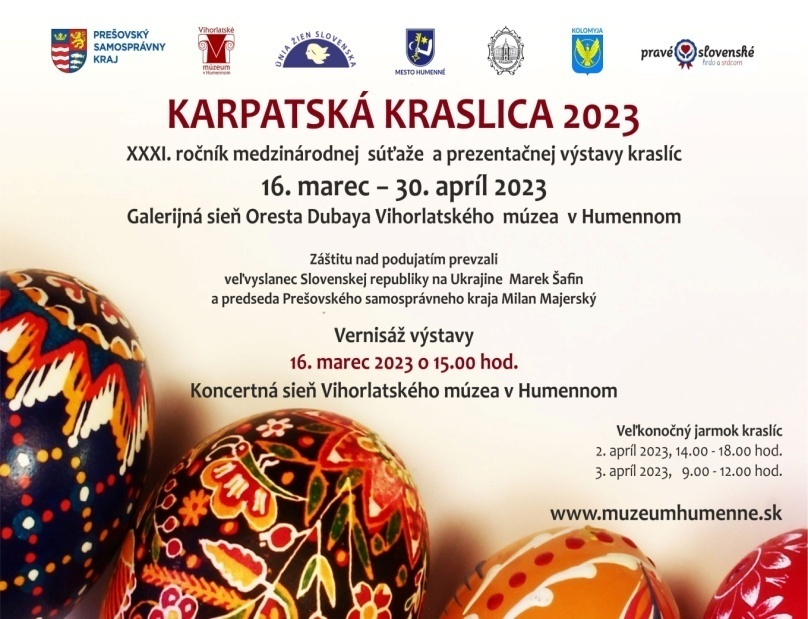 PREŠOVSKÝ
SAMOSPRÁVNY
KRAJ
Vihorlatské
múzeum
v Humennom
ÚNIA ŽIEN SLOVENSKA
MESTO HUMENNÉ
KOLOMYJA
pravé slovenské
hrdo a srdcom
KARPATSKÁ KRASLICA 2023
XXXI. ročník medzinárodnej súťaže a prezentačnej výstavy kraslíc
16. marec – 30. apríl 2023
Galerijná sieň Oresta Dubaya Vihorlatského múzea v Humennom
Záštitu nad podujatím prevzali
veľvyslanec Slovenskej republiky na Ukrajine Marek Šafin
a predseda Prešovského samosprávneho kraja Milan Majerský
Vernisáž výstavy
16. marec 2023 o 15.00 hod.
Koncertná sieň Vihorlatského múzea v Humennom
Veľkonočný jarmok kraslíc
2. apríl 2023, 14.00 - 18.00 hod.
3. apríl 2023, 9.00 - 12.00 hod.
www.muzeumhumenne.sk